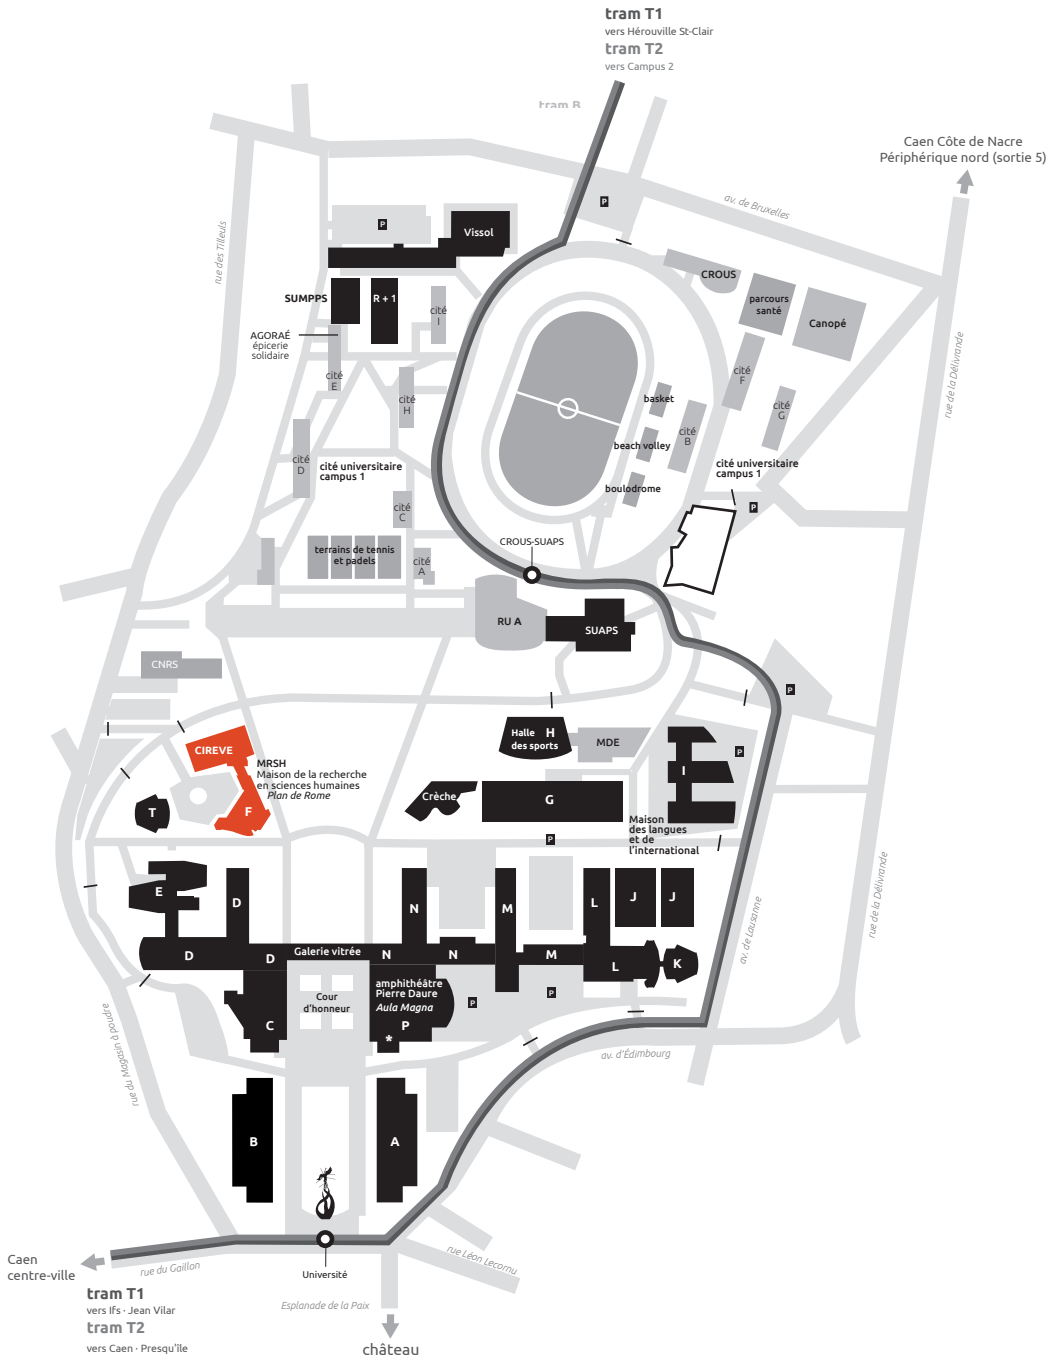 tram T1
vers Hérouville St-Clair
tram T2
vers Campus 2
tram B
Caen Côte de Nacre
Périphérique nord (sortie 5)
av. de Bruxelles
rue des Tilleuls
rue de la Délivrande
P
P
Vissol
SUMPPS
R + 1
cité
I
AGORAÉ
épicerie
solidaire
cité
E
cité
H
CROUS
parcours
santé
Canopé
cité
F
cité
G
basket
cité
B
beach volley
boulodrome
cité
D
cité universitaire
campus 1
cité universitaire
campus 1
P
cité
C
CROUS-SUAPS
terrains de tennis
et padels
cité
A
RU A
SUAPS
CNRS
P
CIREVE
MRSH
Maison de la recherche
en sciences humaines
Plan de Rome
F
T
Halle H
des sports
MDE
I
P
Crèche
G
Maison
des langues
et de
l'international
P
E
D
N
M
L
J
J
D
D
Galerie vitrée
N
N
M
L
K
av. de Lausanne
rue de la Délivrande
Cour
d'honneur
amphithéâtre
Pierre Daure
Aula Magna
P
*
P
P
C
av. d'Édimbourg
rue du Magasin à poudre
B
A
Caen
centre-ville
rue du Gaillon
Université
rue Léon Lecornu
tram T1
vers Ifs · Jean Vilar
tram T2
vers Caen · Presqu'île
Esplanade de la Paix
château